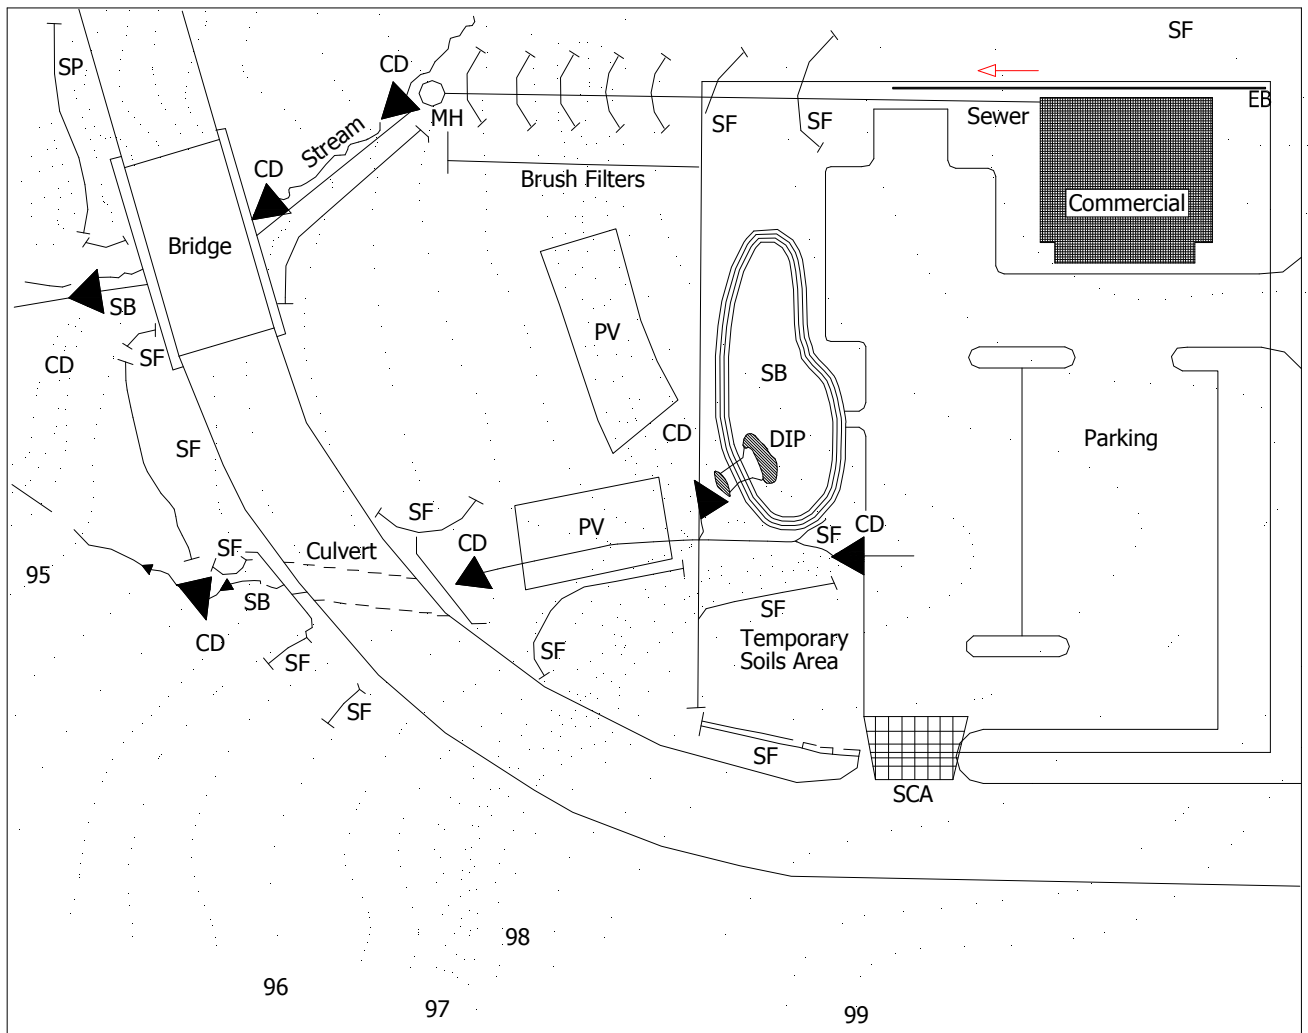 SF
SP
CD
EB
MH
Sewer
SF
SF
Stream
CD
Brush Filters
Commercial
Bridge
SB
PV
SF
CD
SB
CD
DIP
Parking
SF
SF
CD
SF
CD
PV
SF
Culvert
95
SB
SF
CD
Temporary
Soils Area
SF
SF
SF
SF
SCA
98
96
97
99